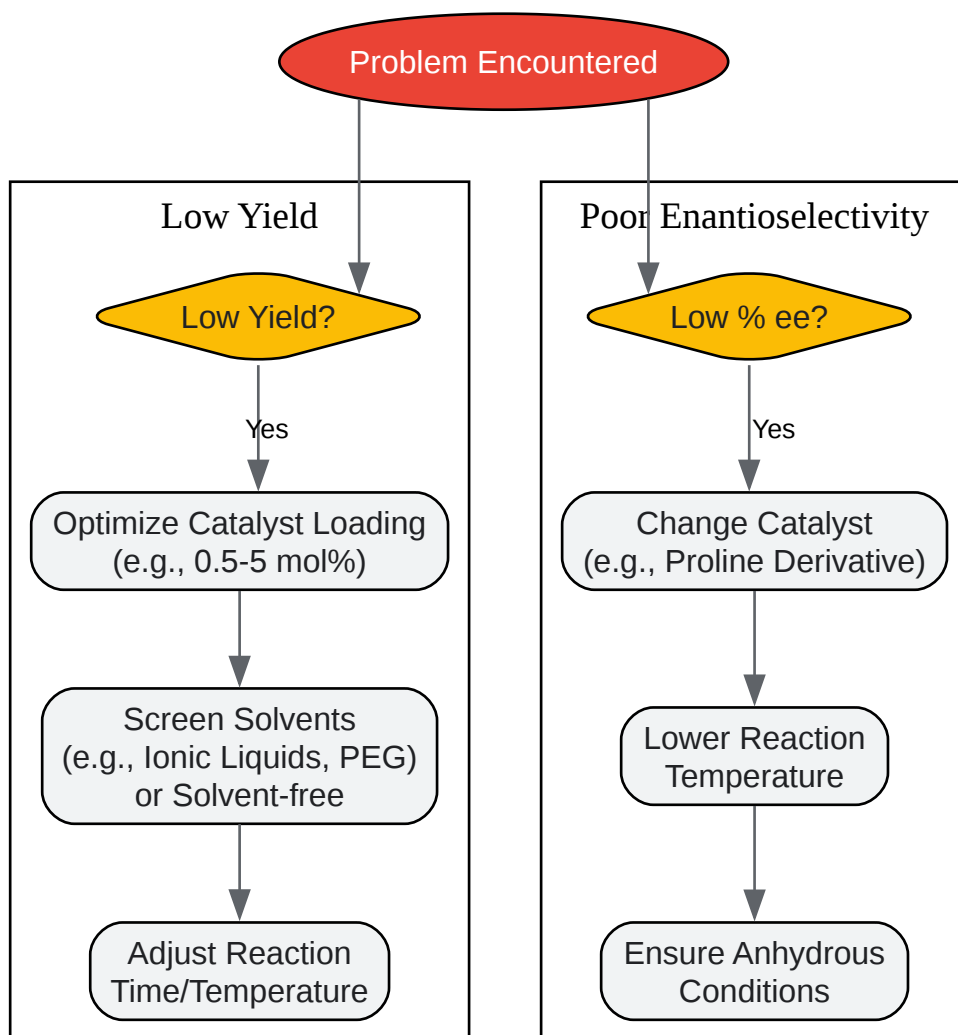 Problem Encountered
Low Yield
Low Yield?
Yes
Optimize Catalyst Loading
(e.g., 0.5-5 mol%)
Screen Solvents
(e.g., Ionic Liquids, PEG)
or Solvent-free
Adjust Reaction
Time/Temperature
Poor Enantioselectivity
Low % ee?
Yes
Change Catalyst
(e.g., Proline Derivative)
Lower Reaction
Temperature
Ensure Anhydrous
Conditions